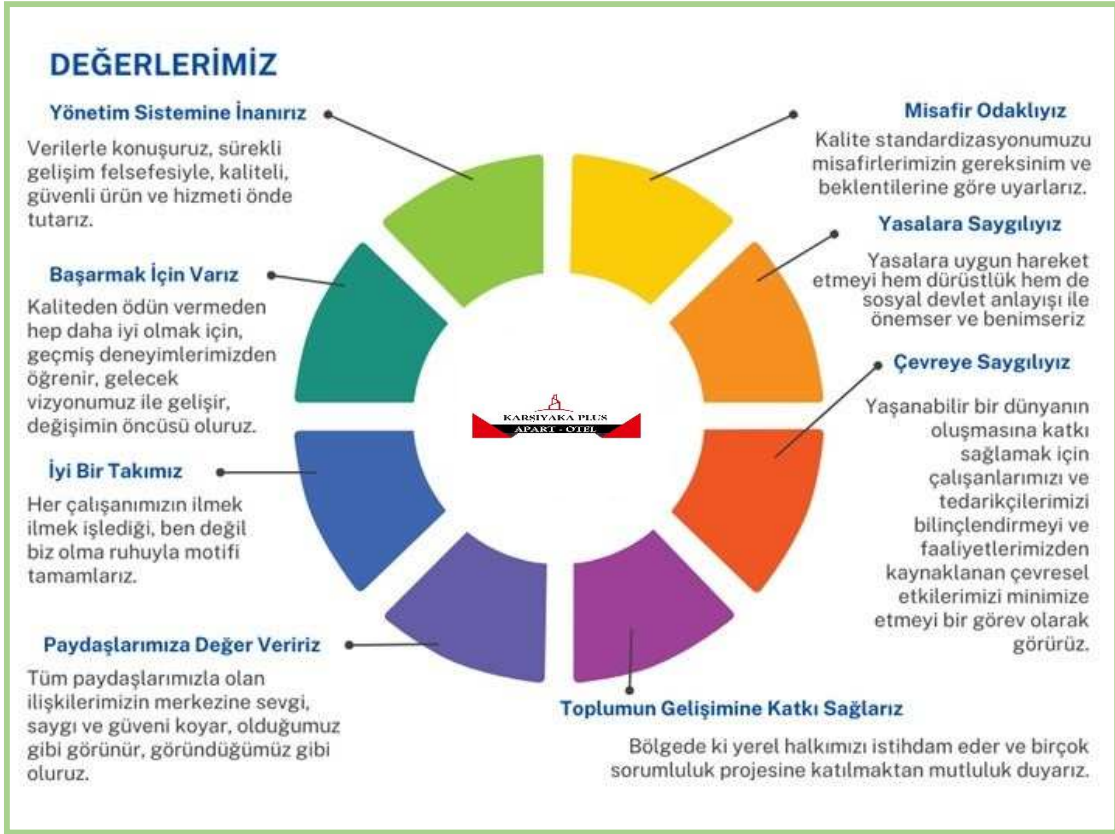 DEĞERLERİMİZ
Yönetim Sistemine İnanırız
Verilerle konuşuruz, sürekli
gelişim felsefesiyle, kaliteli,
güvenli ürün ve hizmeti önde
tutarız.
Başarmak İçin Varız
Kaliteden ödün vermeden
hep daha iyi olmak için,
geçmiş deneyimlerimizden
öğrenir, gelecek
vizyonumuz ile gelişir,
değişimin öncüsü oluruz.
İyi Bir Takımız
Her çalışanımızın ilmek
ilmek işlediği, ben değil
biz olma ruhuyla motifi
tamamlarız.
Paydaşlarımıza Değer Veririz
Tüm paydaşlarımızla olan
ilişkilerimizin merkezine sevgi,
saygı ve güveni koyar, olduğumuz
gibi görünür, göründüğümüz gibi
oluruz.
KARŞIYAKA PLUS
APART - OTEL
Misafir Odaklıyız
Kalite standardizasyonumuzu
misafirlerimizin gereksinim ve
beklentilerine göre uyarlarız.
Yasalara Saygılıyız
Yasalara uygun hareket
etmeyi hem dürüstlük hem de
sosyal devlet anlayışı ile
önemser ve benimseriz
Çevreye Saygılıyız
Yaşanabilir bir dünyanın
oluşmasına katkı
sağlamak için
çalışanlarımızı ve
tedarikçilerimizi
bilinçlendirmeyi ve
faaliyetlerimizden
kaynaklanan çevresel
etkilerimizi minimize
etmeyi bir görev olarak
görürüz.
Toplumun Gelişimine Katkı Sağlarız
Bölgede ki yerel halkımızı istihdam eder ve birçok
sorumluluk projesine katılmaktan mutluluk duyarız.